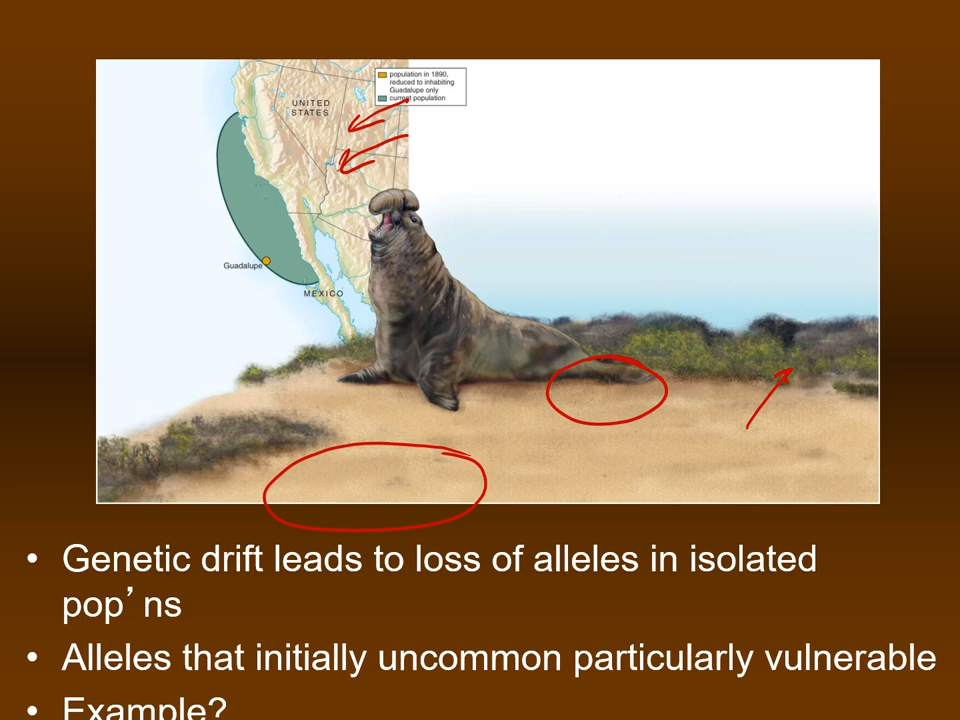 population in 1890,
reduced to inhabiting
Guadalupe only
current population
UNITED
STATES
Guadalupe
MEXICO
• Genetic drift leads to loss of alleles in isolated
pop’ns
• Alleles that initially uncommon particularly vulnerable
• Example?